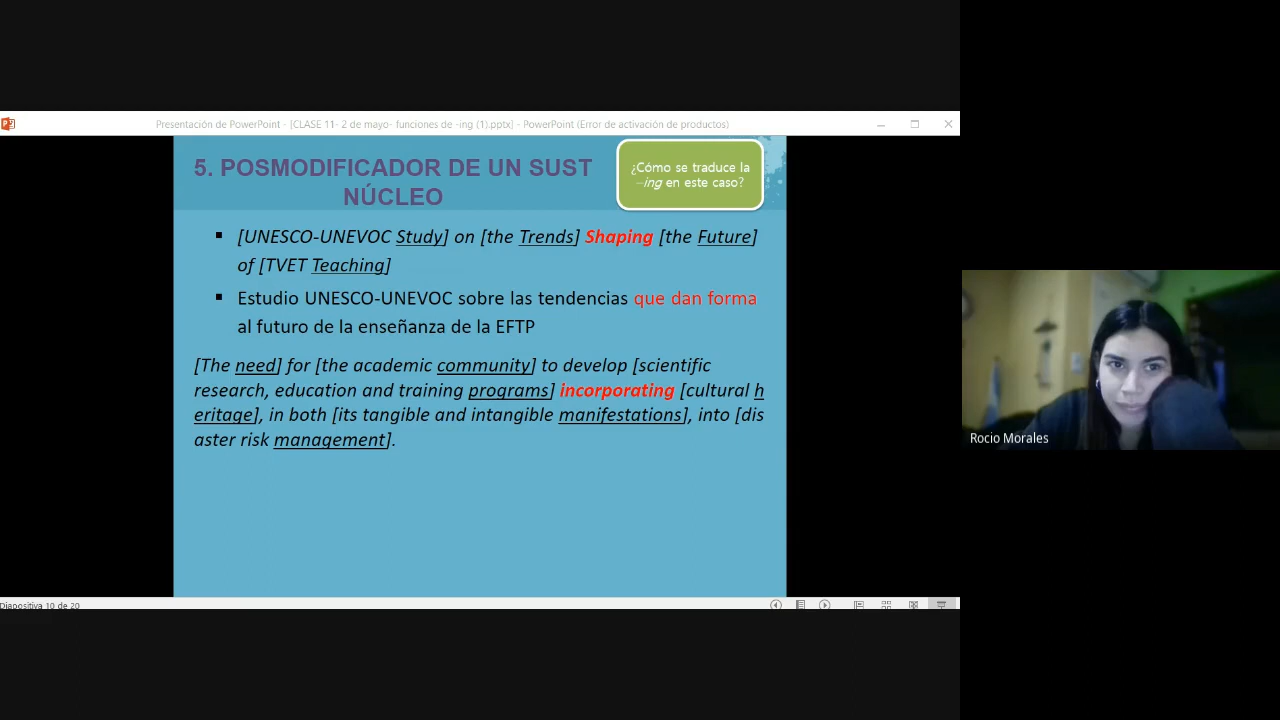 Presentación de PowerPoint - [CLASE 11- 2 de mayo- funciones de -ing (1).pptx] - PowerPoint (Error de activación de productos)
5. POSMODIFICADOR DE UN SUST
NÚCLEO
¿Cómo se traduce la
–ing en este caso?
[UNESCO-UNEVOC Study] on [the Trends] Shaping [the Future]
of [TVET Teaching]
Estudio UNESCO-UNEVOC sobre las tendencias que dan forma
al futuro de la enseñanza de la EFTP
[The need] for [the academic community] to develop [scientific
research, education and training programs] incorporating [cultural h
eritage], in both [its tangible and intangible manifestations], into [dis
aster risk management].
Diapositiva 10 de 20
Rocio Morales